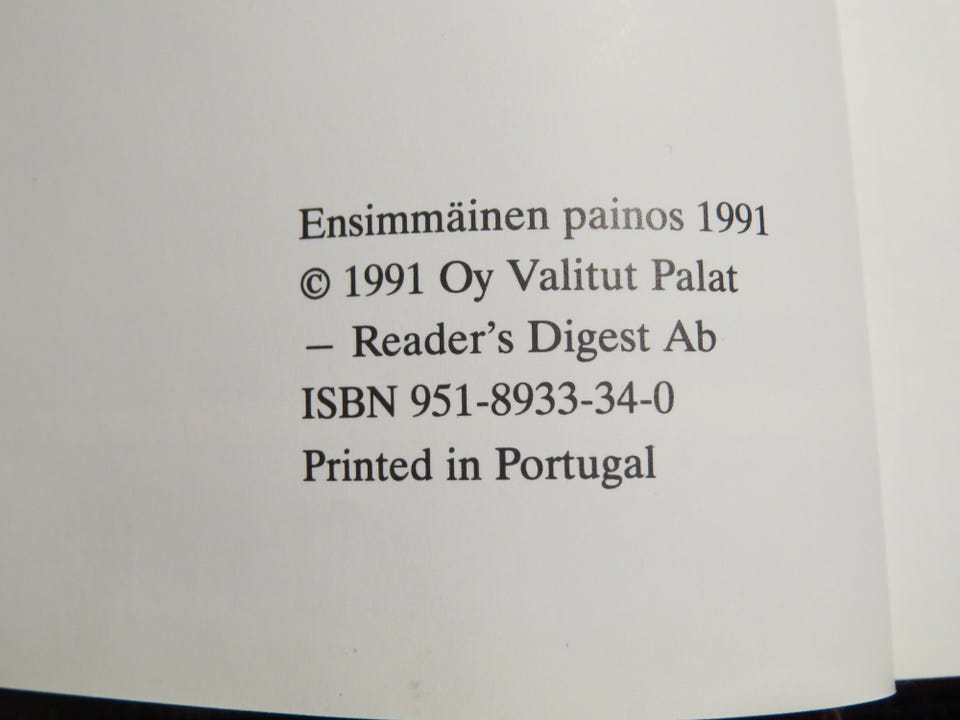 Ensimmäinen painos 1991
© 1991 Oy Valitut Palat
– Reader’s Digest Ab
ISBN 951-8933-34-0
Printed in Portugal